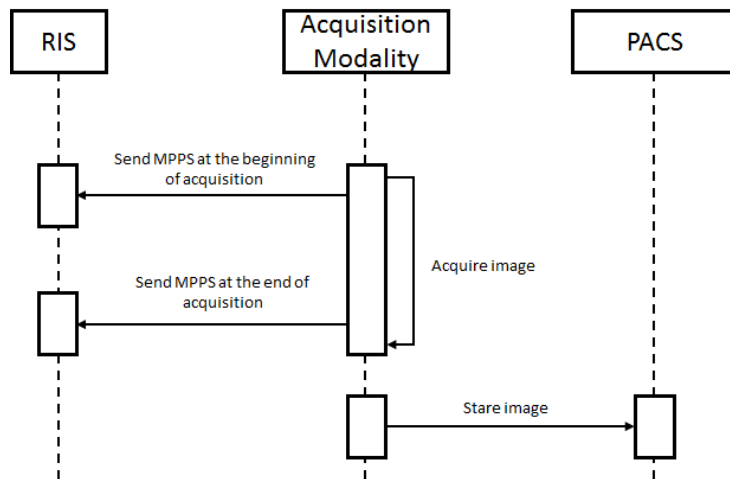 RIS
Acquisition
Modality
PACS
Send MPPS at the beginning
of acquisition
Acquire image
Send MPPS at the end of
acquisition
Stare image